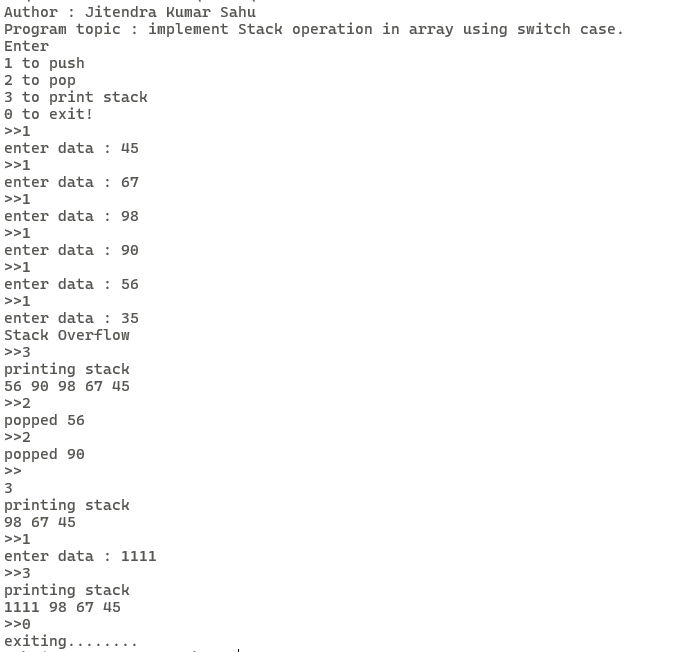 Author : Jitendra Kumar Sahu
Program topic : implement Stack operation in array using switch case.
Enter
1 to push
2 to pop
3 to print stack
0 to exit!
>>1
enter data : 45
>>1
enter data : 67
>>1
enter data : 98
>>1
enter data : 90
>>1
enter data : 56
>>1
enter data : 35
Stack Overflow
>>3
printing stack
56 90 98 67 45
>>2
popped 56
>>2
popped 90
>>
3
printing stack
98 67 45
>>1
enter data : 1111
>>3
printing stack
1111 98 67 45
>>0
exiting........